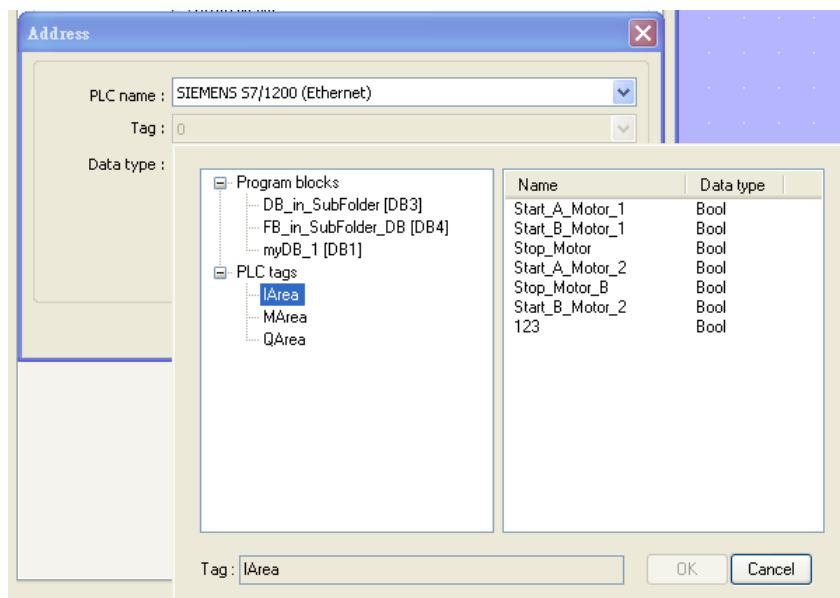 Address
PLC name : SIEMENS S7/1200 (Ethernet)
Tag : 0
Data type :
Program blocks
DB_in_SubFolder [DB3]
FB_in_SubFolder_DB [DB4]
myDB_1 [DB1]
PLC tags
IArea
MArea
QArea
Name Data type
Start_A_Motor_1 Bool
Start_B_Motor_1 Bool
Stop_Motor Bool
Start_A_Motor_2 Bool
Stop_Motor_B Bool
Start_B_Motor_2 Bool
123 Bool
Tag : IArea
OK Cancel